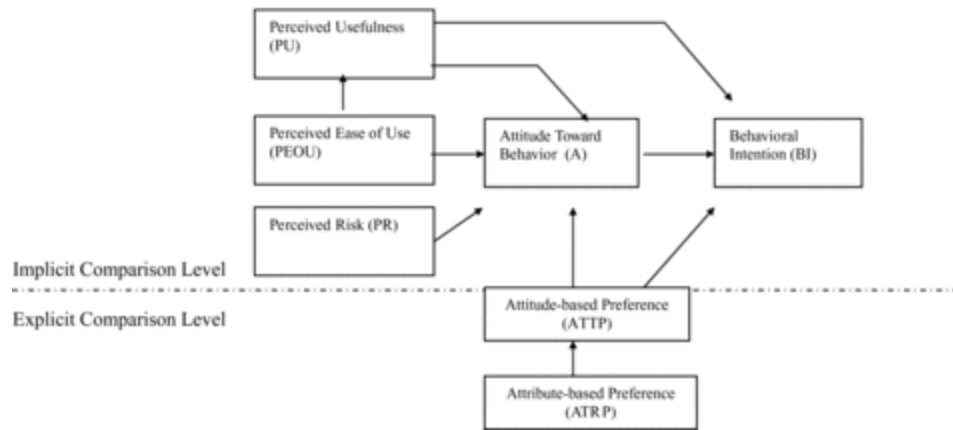 Perceived Usefulness
(PU)
Perceived Ease of Use
(PEOU)
Attitude Toward
Behavior (A)
Behavioral
Intention (BI)
Perceived Risk (PR)
Implicit Comparison Level
Explicit Comparison Level
Attitude-based Preference
(ATTP)
Attribute-based Preference
(ATRP)